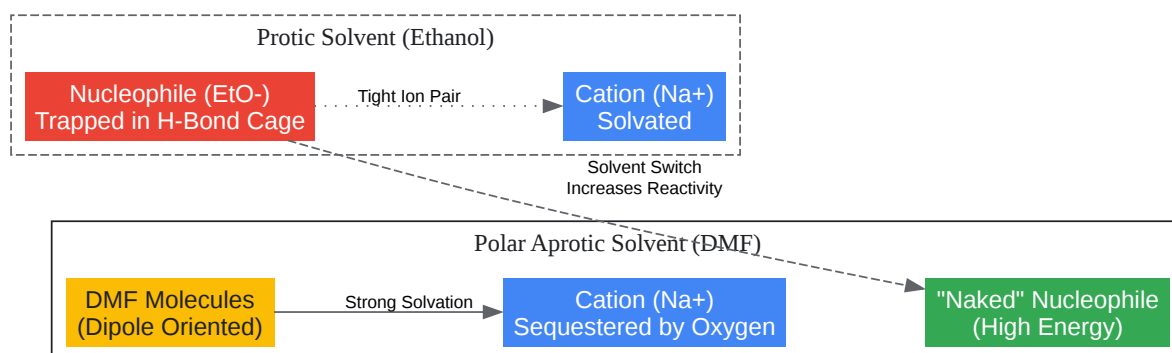 Protic Solvent (Ethanol)
Nucleophile (EtO-)
Trapped in H-Bond Cage
Tight Ion Pair
Cation (Na+)
Solvated
Solvent Switch
Increases Reactivity
Polar Aprotic Solvent (DMF)
DMF Molecules
(Dipole Oriented)
Strong Solvation
Cation (Na+)
Sequestered by Oxygen
"Naked" Nucleophile
(High Energy)